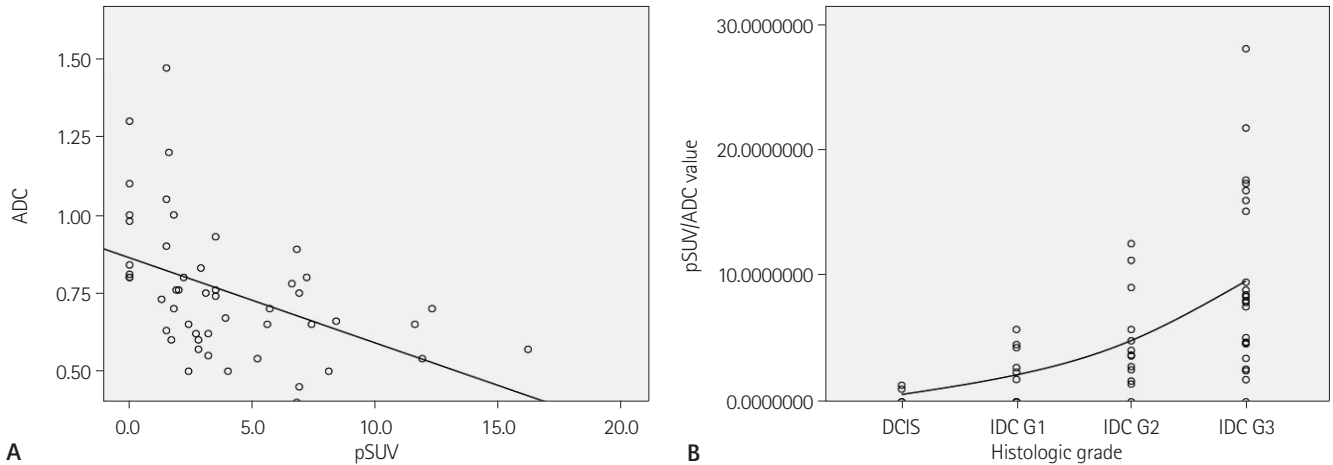 1.50
1.25
1.00
0.75
0.50
ADC
0.0 5.0 10.0 15.0 20.0
pSUV
A
30.0000000
20.0000000
10.0000000
0.0000000
pSUV/ADC value
DCIS IDC G1 IDC G2 IDC G3
Histologic grade
B